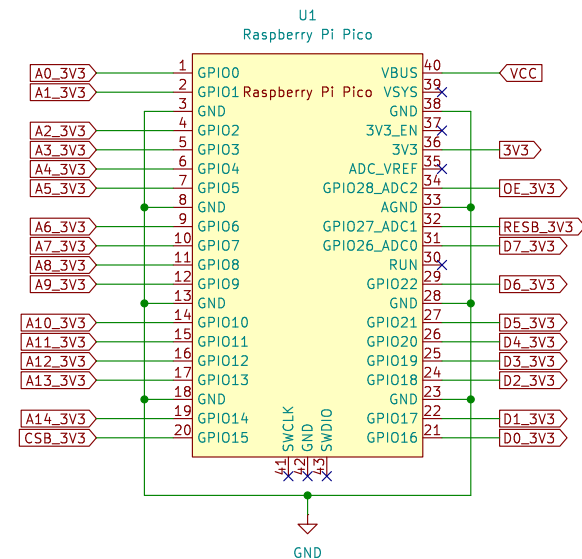 U1
Raspberry Pi Pico
A0_3V3 1 GPIO0 VBUS 40 VCC
A1_3V3 2 GPIO1 Raspberry Pi Pico VSYS 39
3 GND GND 38
A2_3V3 4 GPIO2 3V3_EN 37
A3_3V3 5 GPIO3 3V3 36 3V3
A4_3V3 6 GPIO4 ADC_VREF 35
A5_3V3 7 GPIO5 GPIO28_ADC2 34 OE_3V3
8 GND AGND 33
A6_3V3 9 GPIO6 GPIO27_ADC1 32 RESB_3V3
A7_3V3 10 GPIO7 GPIO26_ADC0 31 D7_3V3
A8_3V3 11 GPIO8 RUN 30
A9_3V3 12 GPIO9 GPIO22 29 D6_3V3
13 GND GND 28
A10_3V3 14 GPIO10 GPIO21 27 D5_3V3
A11_3V3 15 GPIO11 GPIO20 26 D4_3V3
A12_3V3 16 GPIO12 GPIO19 25 D3_3V3
A13_3V3 17 GPIO13 GPIO18 24 D2_3V3
18 GND GND 23
A14_3V3 19 GPIO14 GPIO17 22 D1_3V3
CSB_3V3 20 GPIO15 GPIO16 21 D0_3V3
SWCLK GND SWDIO
41 42 43
GND